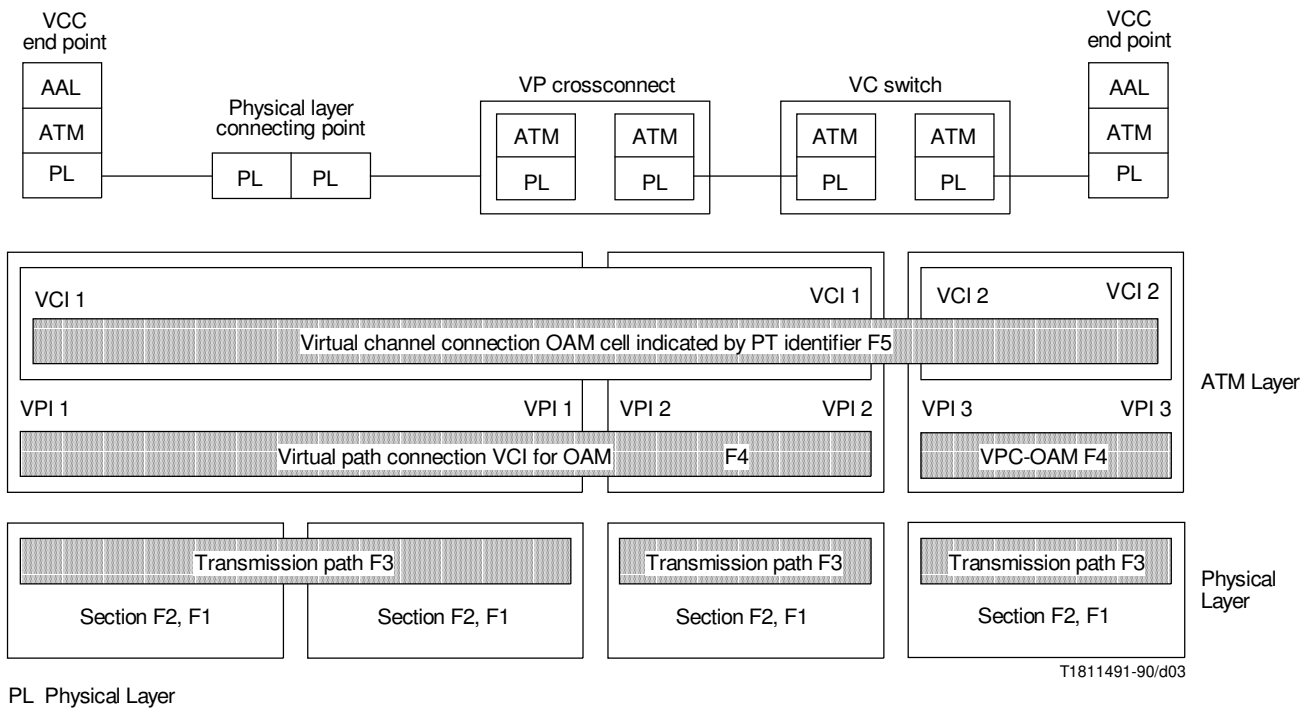 VCC
end point
AAL
ATM
PL
Physical layer
connecting point
PL PL
VP crossconnect
ATM ATM
PL PL
VC switch
ATM ATM
PL PL
VCC
end point
AAL
ATM
PL
VCI 1 VCI 1 VCI 2 VCI 2
Virtual channel connection OAM cell indicated by PT identifier F5
ATM Layer
VPI 1 VPI 1 VPI 2 VPI 2 VPI 3 VPI 3
Virtual path connection VCI for OAM F4 VPC-OAM F4
Transmission path F3 Transmission path F3 Transmission path F3
Physical
Layer
Section F2, F1 Section F2, F1 Section F2, F1 Section F2, F1
T1811491-90/d03
PL Physical Layer